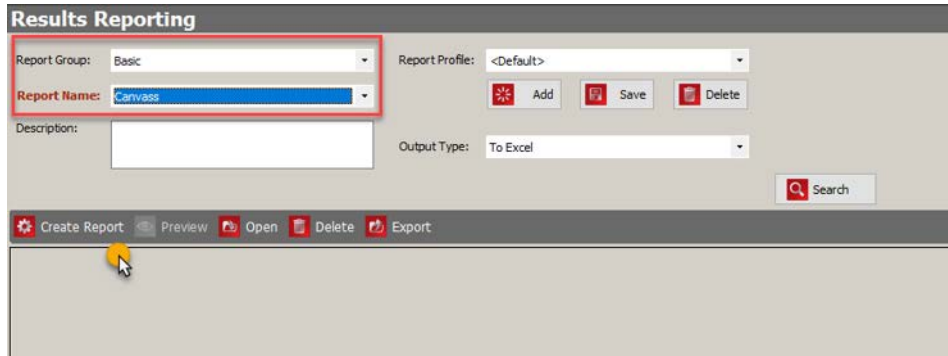 Results Reporting
Report Group: Basic Report Profile: <Default>
Report Name: Canvass Add Save Delete
Description:
Output Type: To Excel
Search
Create Report Preview Open Delete Export